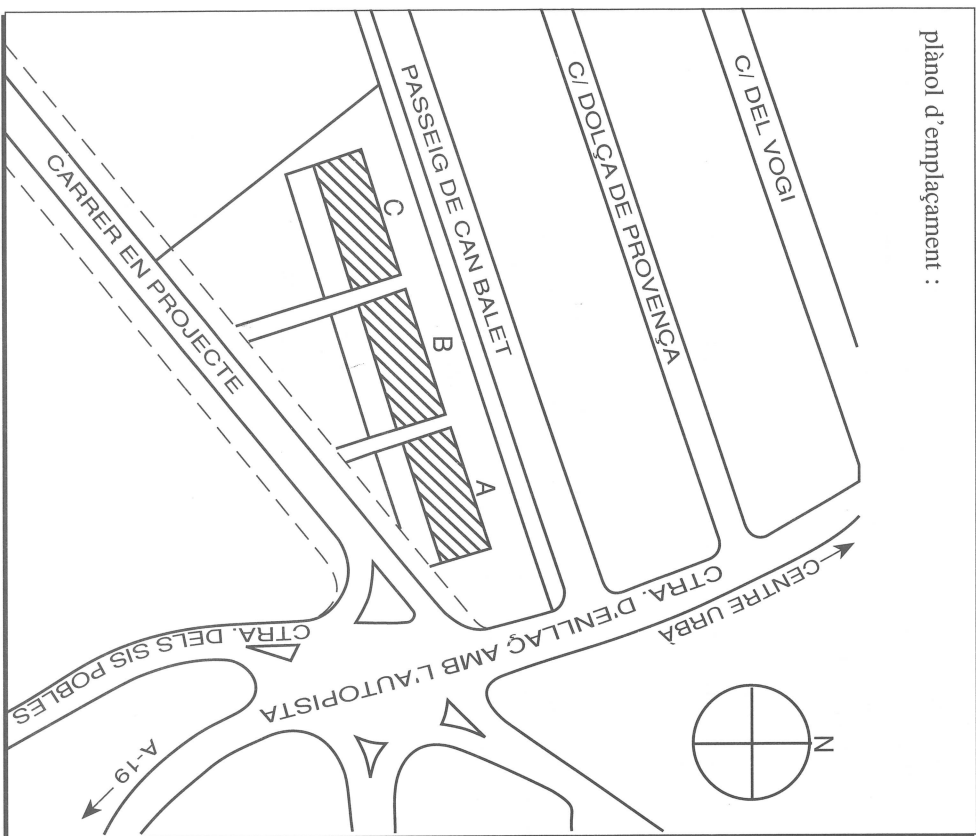 plànol d'emplaçament :
C/ DEL VOGI
C/ DOLÇA DE PROVENÇA
PASSEIG DE CAN BALET
C
B
A
CARRER EN PROJECTE
CENTRE URBÀ
CTRA. D'ENLLAÇ AMB L'AUTOPISTA
CTRA. DELS SIS POBLES
A-19
N